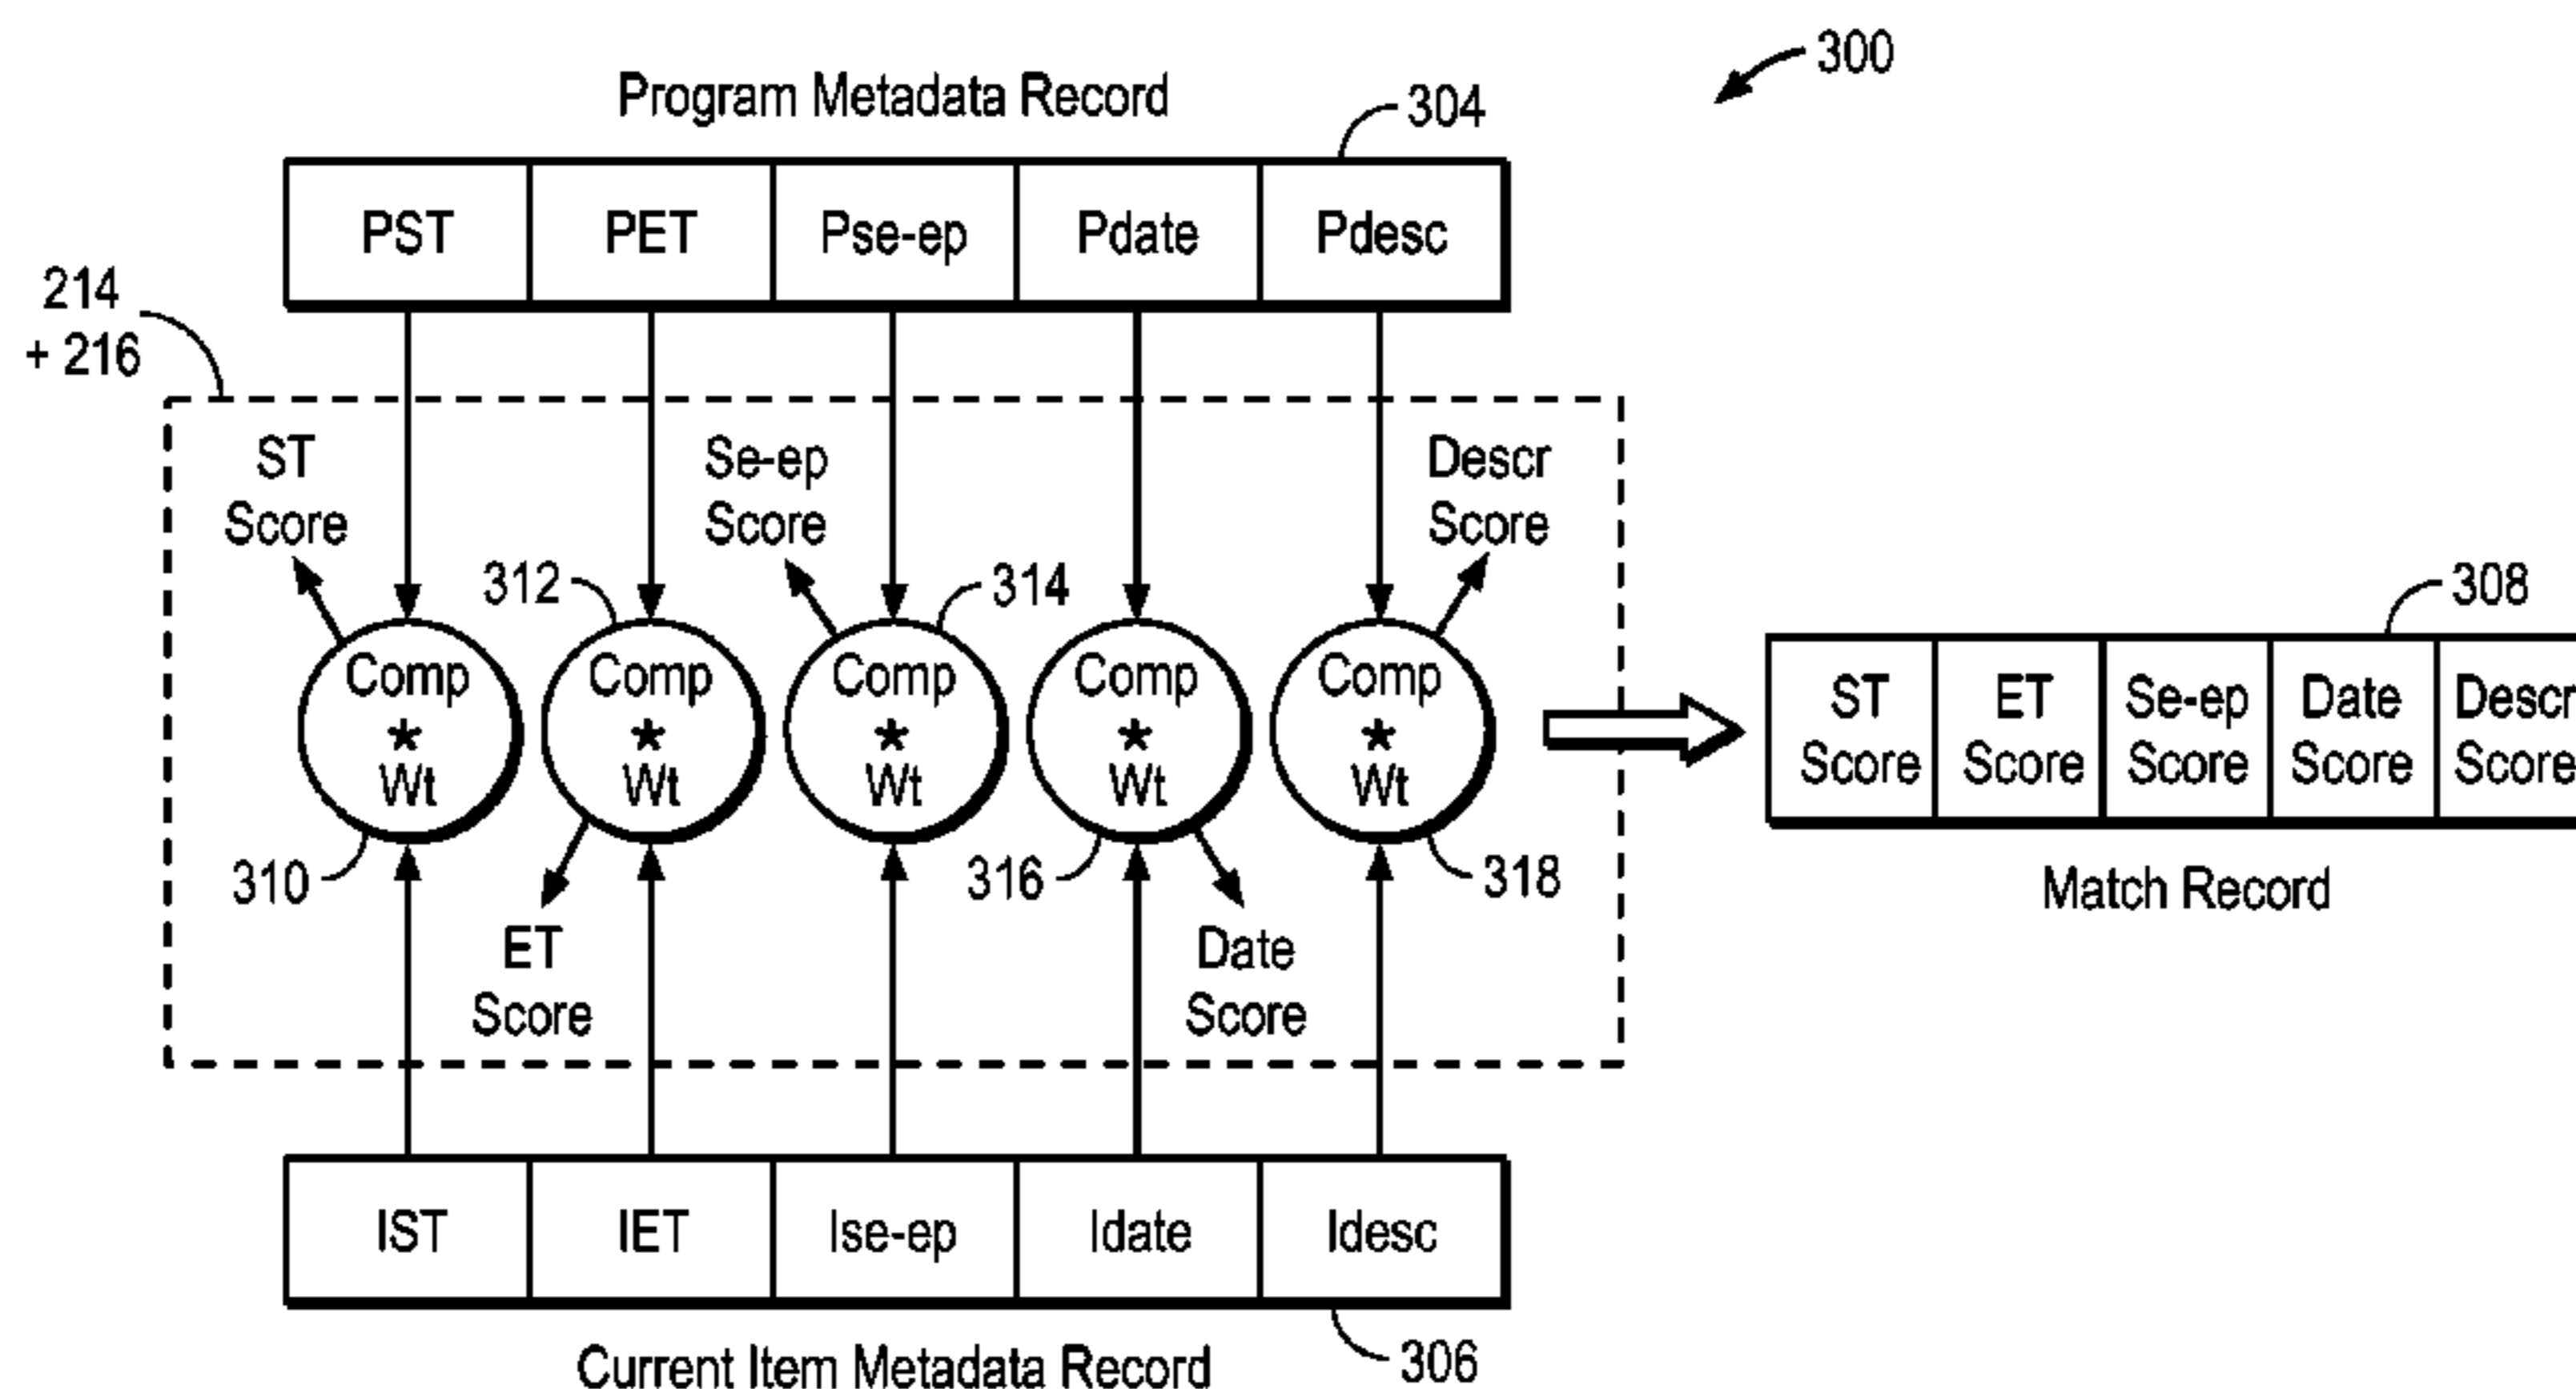 300
Program Metadata Record
304
PST PET Pse-ep Pdate Pdesc
214
+ 216
ST
Score
Se-ep
Score
Descr
Score
312
314
308
Comp
*
Wt
Comp
*
Wt
Comp
*
Wt
Comp
*
Wt
Comp
*
Wt
310
316
318
ET
Score
Date
Score
ST
Score
ET
Score
Se-ep
Score
Date
Score
Descr
Score
Match Record
IST IET Ise-ep Idate Idesc
Current Item Metadata Record
306